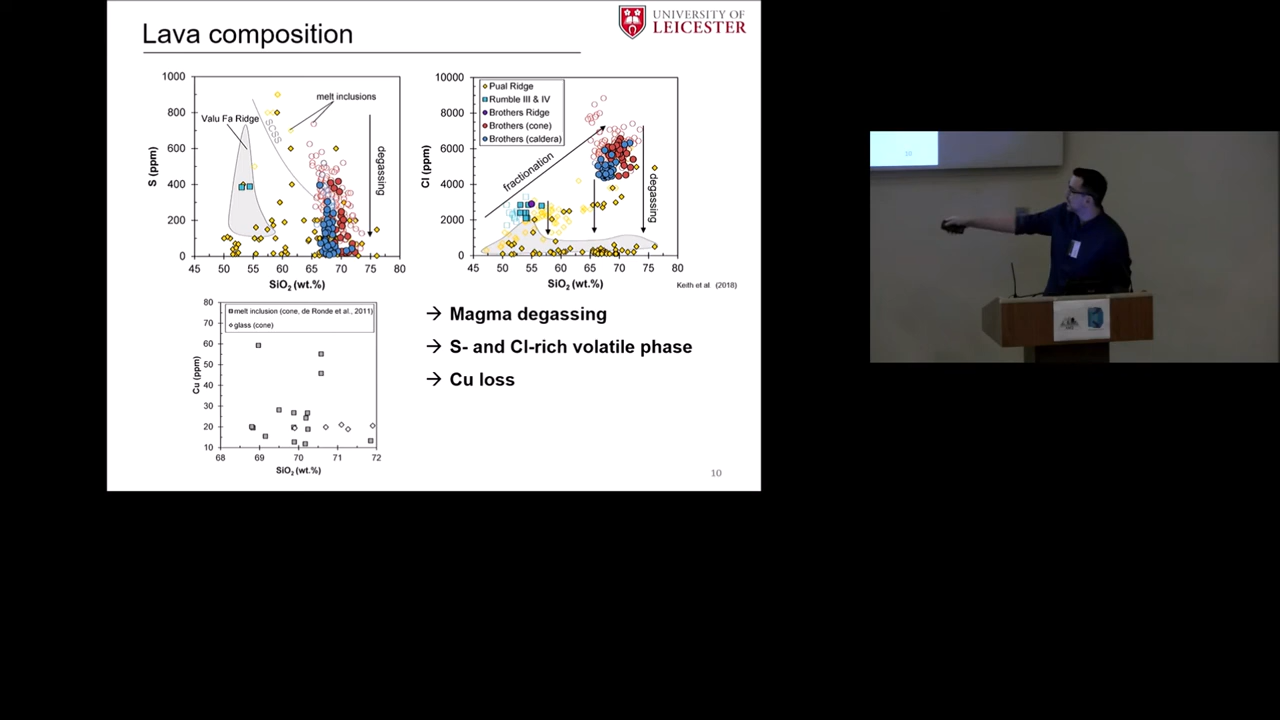 Lava composition
UNIVERSITY OF
LEICESTER
1000
800
600
400
200
0
S (ppm)
45 50 55 60 65 70 75 80
SiO₂ (wt.%)
Valu Fa Ridge
SCSS
melt inclusions
degassing
10000
8000
6000
4000
2000
0
Cl (ppm)
45 50 55 60 65 70 75 80
SiO₂ (wt.%)
Pual Ridge
Rumble III & IV
Brothers Ridge
Brothers (cone)
Brothers (caldera)
fractionation
degassing
Keith et al. (2018)
80
70
60
50
40
30
20
10
Cu (ppm)
68 69 70 71 72
SiO₂ (wt.%)
melt inclusion (cone, de Ronde et al., 2011)
glass (cone)
→ Magma degassing
→ S- and Cl-rich volatile phase
→ Cu loss
10
10